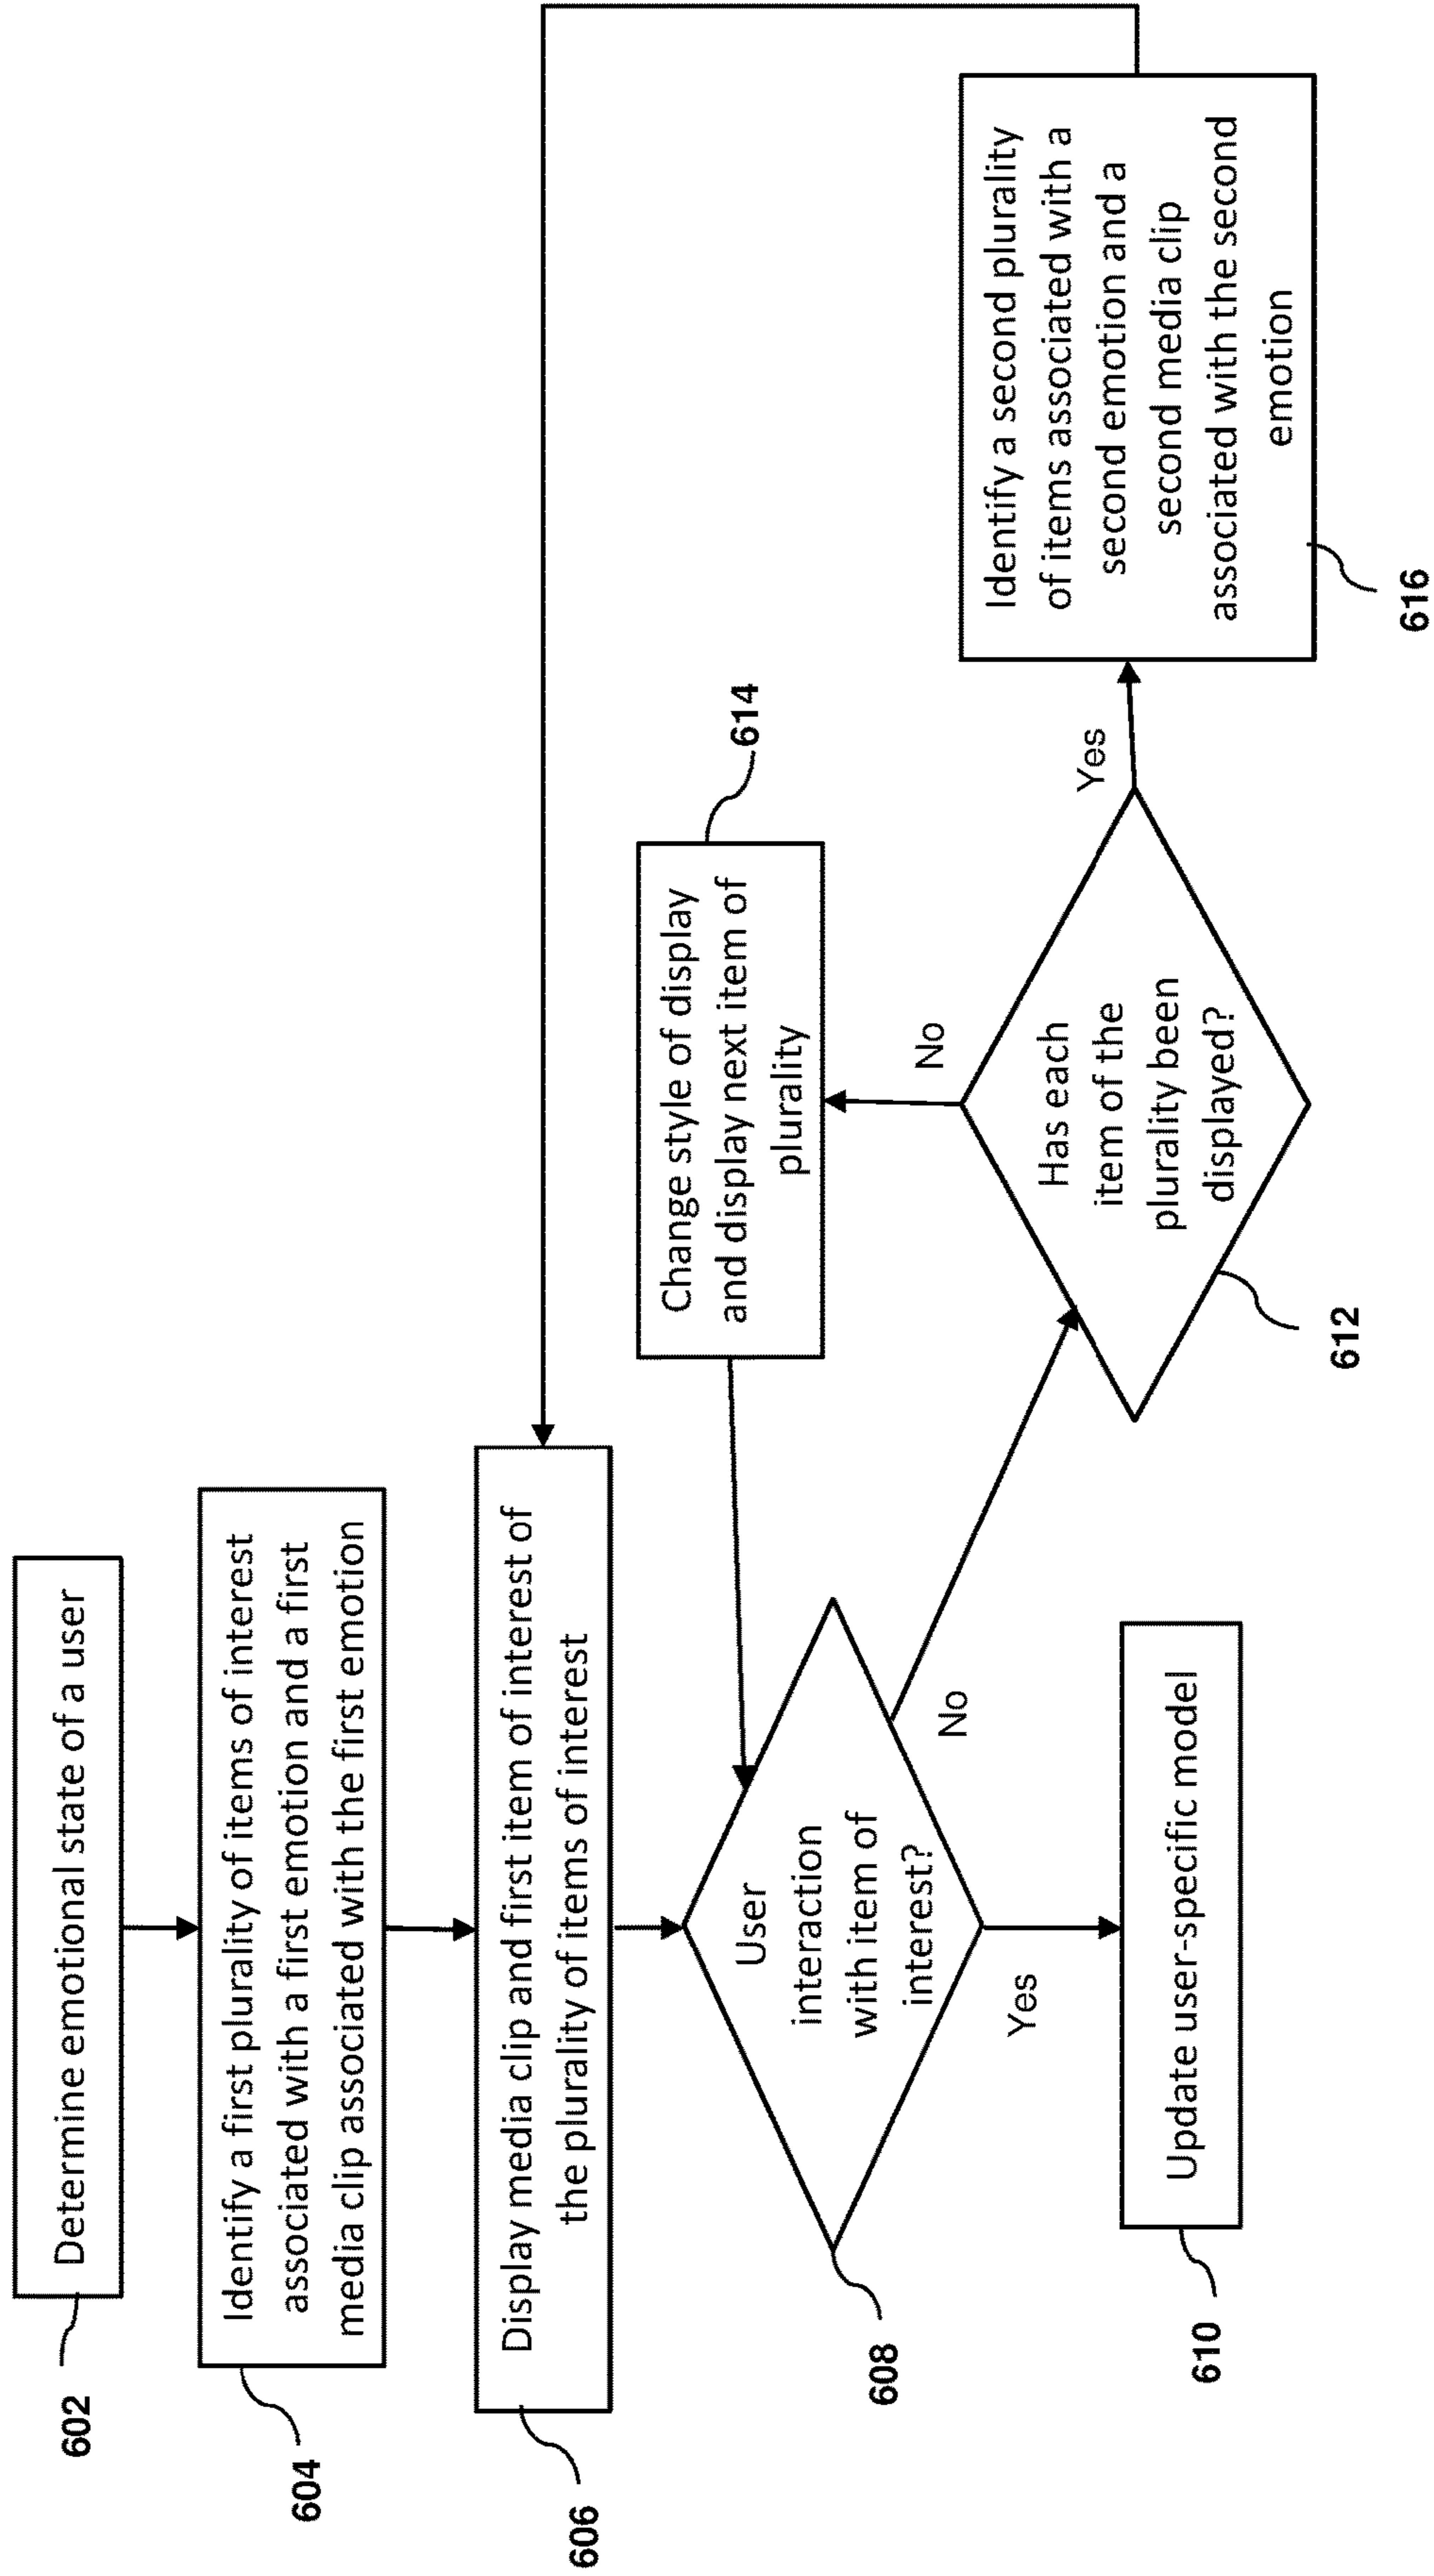 602
Determine emotional state of a user
604
Identify a first plurality of items of interest
associated with a first emotion and a first
media clip associated with the first emotion
606
Display media clip and first item of interest of
the plurality of items of interest
608
User
interaction
with item of
interest?
Yes
No
610
Update user-specific model
612
Has each
item of the
plurality been
displayed?
No
Yes
614
Change style of display
and display next item of
plurality
616
Identify a second plurality
of items associated with a
second emotion and a
second media clip
associated with the second
emotion